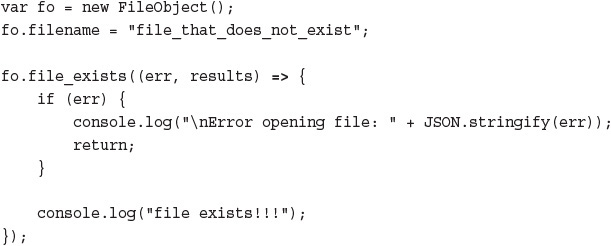 var fo = new FileObject();
fo.filename = "file_that_does_not_exist";

fo.file_exists((err, results) => {
    if (err) {
        console.log("\nError opening file: " + JSON.stringify(err));
        return;
    }

    console.log("file exists!!!");
});